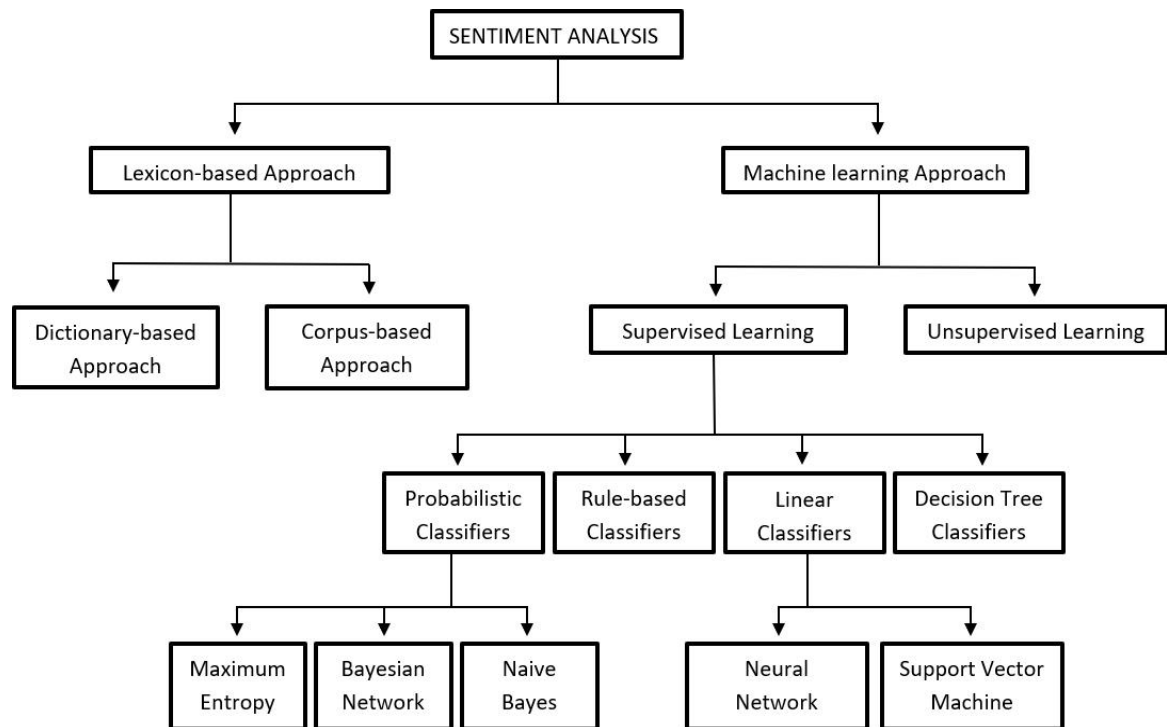 SENTIMENT ANALYSIS
Lexicon-based Approach
Machine learning Approach
Dictionary-based
Approach
Corpus-based
Approach
Supervised Learning
Unsupervised Learning
Probabilistic
Classifiers
Rule-based
Classifiers
Linear
Classifiers
Decision Tree
Classifiers
Maximum
Entropy
Bayesian
Network
Naive
Bayes
Neural
Network
Support Vector
Machine